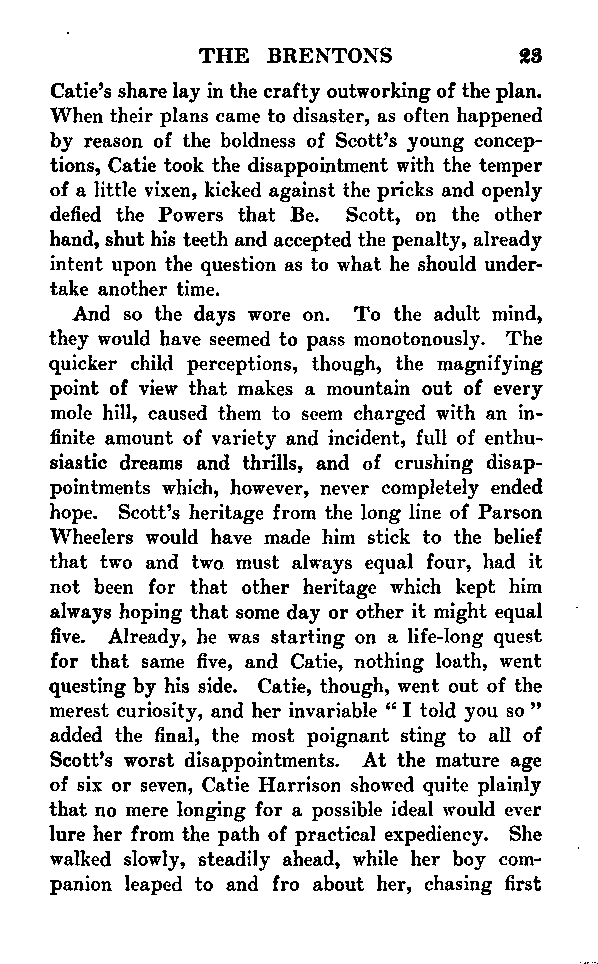 THE BRENTONS 23
Catie's share lay in the crafty outworking of the plan.
When their plans came to disaster, as often happened
by reason of the boldness of Scott's young concep-
tions, Catie took the disappointment with the temper
of a little vixen, kicked against the pricks and openly
defied the Powers that Be. Scott, on the other
hand, shut his teeth and accepted the penalty, already
intent upon the question as to what he should under-
take another time.
And so the days wore on. To the adult mind,
they would have seemed to pass monotonously. The
quicker child perceptions, though, the magnifying
point of view that makes a mountain out of every
mole hill, caused them to seem charged with an in-
finite amount of variety and incident, full of enthu-
siastic dreams and thrills, and of crushing disap-
pointments which, however, never completely ended
hope. Scott's heritage from the long line of Parson
Wheelers would have made him stick to the belief
that two and two must always equal four, had it
not been for that other heritage which kept him
always hoping that some day or other it might equal
five. Already, he was starting on a life-long quest
for that same five, and Catie, nothing loath, went
questing by his side. Catie, though, went out of the
merest curiosity, and her invariable “ I told you so ”
added the final, the most poignant sting to all of
Scott's worst disappointments. At the mature age
of six or seven, Catie Harrison showed quite plainly
that no mere longing for a possible ideal would ever
lure her from the path of practical expediency. She
walked slowly, steadily ahead, while her boy com-
panion leaped to and fro about her, chasing first